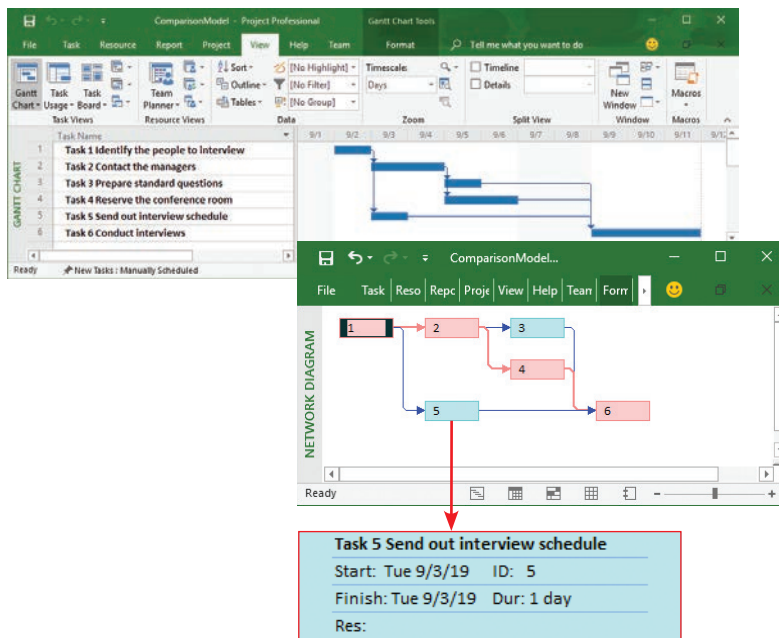 ComparisonModel - Project Professional
Gantt Chart Tools
File Task Resource Report Project View Help Team Format Tell me what you want to do
Gantt Chart
Task Usage
Task Board
Task Views
Team Planner
Resource Views
Sort
Outline
Tables
[No Highlight]
[No Filter]
[No Group]
Data
Timescale:
Days
Zoom
Timeline
Details
Split View
New Window
Window
Macros
Macros
Task Name
9/1 9/2 9/3 9/4 9/5 9/6 9/7 9/8 9/9 9/10 9/11 9/12
GANTT CHART
1 Task 1 Identify the people to interview
2 Task 2 Contact the managers
3 Task 3 Prepare standard questions
4 Task 4 Reserve the conference room
5 Task 5 Send out interview schedule
6 Task 6 Conduct interviews
Ready New Tasks : Manually Scheduled
ComparisonModel...
File Task Reso Repc Proje View Help Tean Forn
NETWORK DIAGRAM
1
2
3
4
5
6
Ready
Task 5 Send out interview schedule
Start: Tue 9/3/19 ID: 5
Finish: Tue 9/3/19 Dur: 1 day
Res: